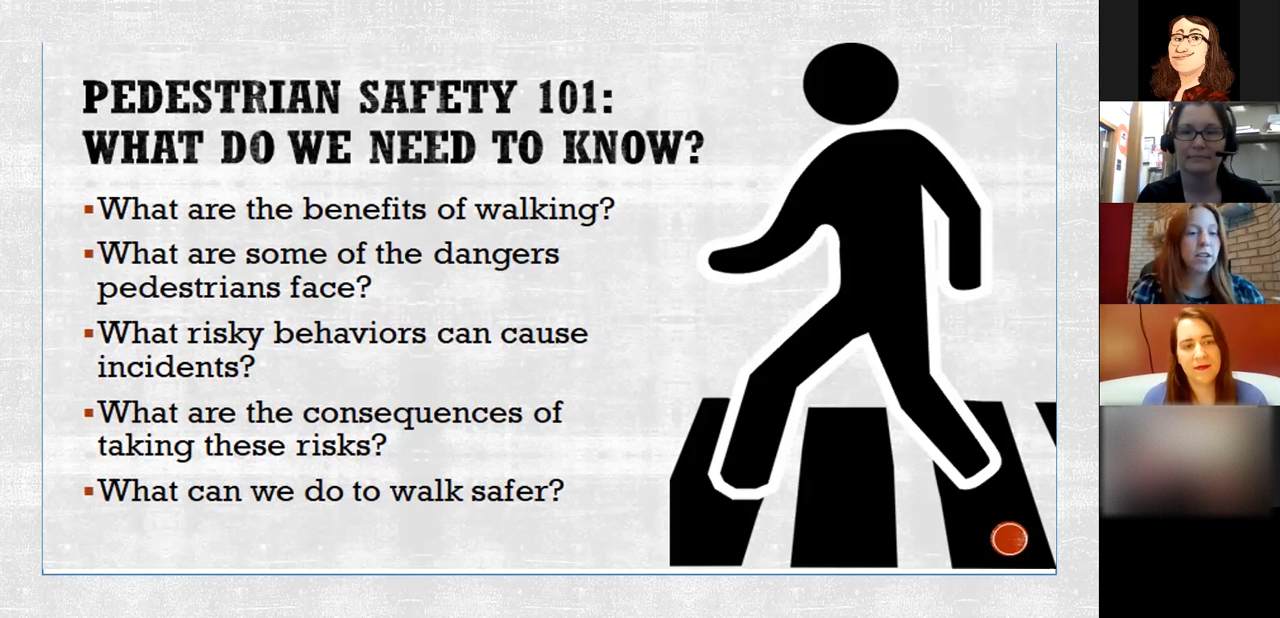 PEDESTRIAN SAFETY 101:
WHAT DO WE NEED TO KNOW?
▪What are the benefits of walking?
▪What are some of the dangers
pedestrians face?
▪What risky behaviors can cause
incidents?
▪What are the consequences of
taking these risks?
▪What can we do to walk safer?